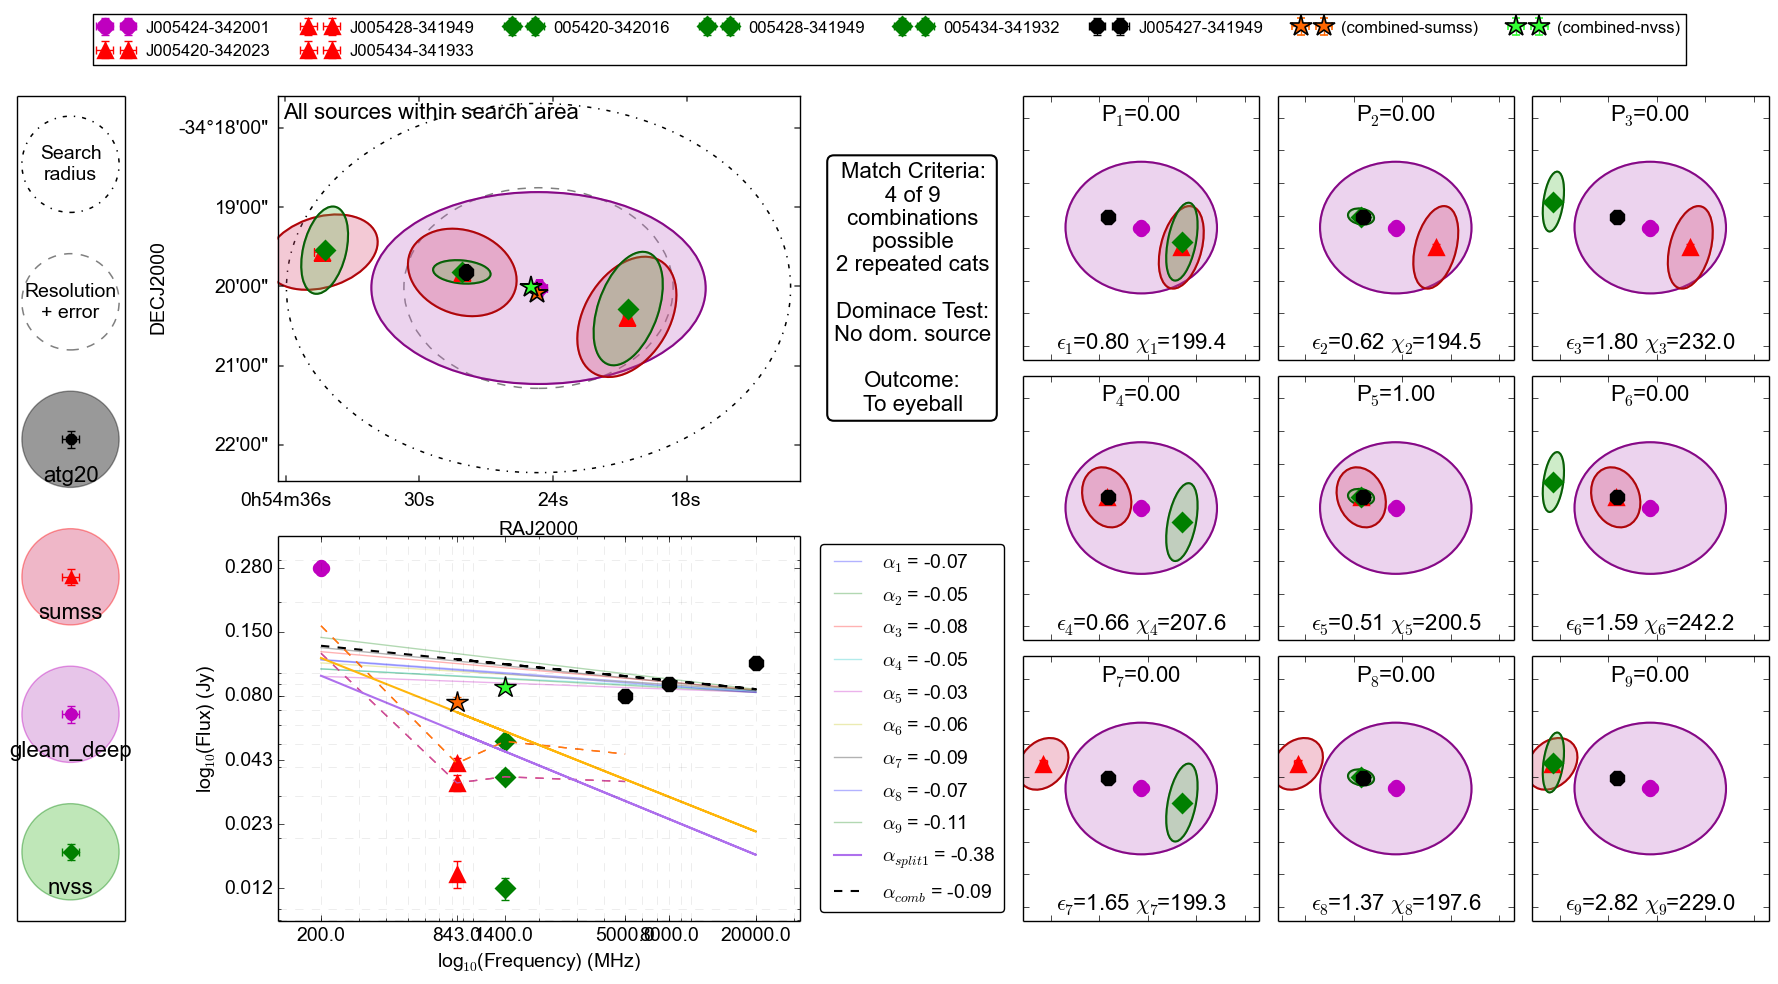 J005424-342001
J005428-341949
005420-342016
005428-341949
005434-341932
J005427-341949
(combined-sumss)
(combined-nvss)
J005420-342023
J005434-341933
Search
radius
Resolution
+ error
atg20
sumss
gleam_deep
nvss
All sources within search area
DECJ2000
-34°18'00"
19'00"
20'00"
21'00"
22'00"
0h54m36s
30s
24s
18s
RAJ2000
Match Criteria:
4 of 9
combinations
possible
2 repeated cats
Dominace Test:
No dom. source
Outcome:
To eyeball
log10(Flux) (Jy)
0.280
0.150
0.080
0.043
0.023
0.012
200.0
843.0
1400.0
5000.0
8000.0
20000.0
log10(Frequency) (MHz)
α1 = -0.07
α2 = -0.05
α3 = -0.08
α4 = -0.05
α5 = -0.03
α6 = -0.06
α7 = -0.09
α8 = -0.07
α9 = -0.11
αsplit1 = -0.38
αcomb = -0.09
P1=0.00
ϵ1=0.80 χ1=199.4
P2=0.00
ϵ2=0.62 χ2=194.5
P3=0.00
ϵ3=1.80 χ3=232.0
P4=0.00
ϵ4=0.66 χ4=207.6
P5=1.00
ϵ5=0.51 χ5=200.5
P6=0.00
ϵ6=1.59 χ6=242.2
P7=0.00
ϵ7=1.65 χ7=199.3
P8=0.00
ϵ8=1.37 χ8=197.6
P9=0.00
ϵ9=2.82 χ9=229.0